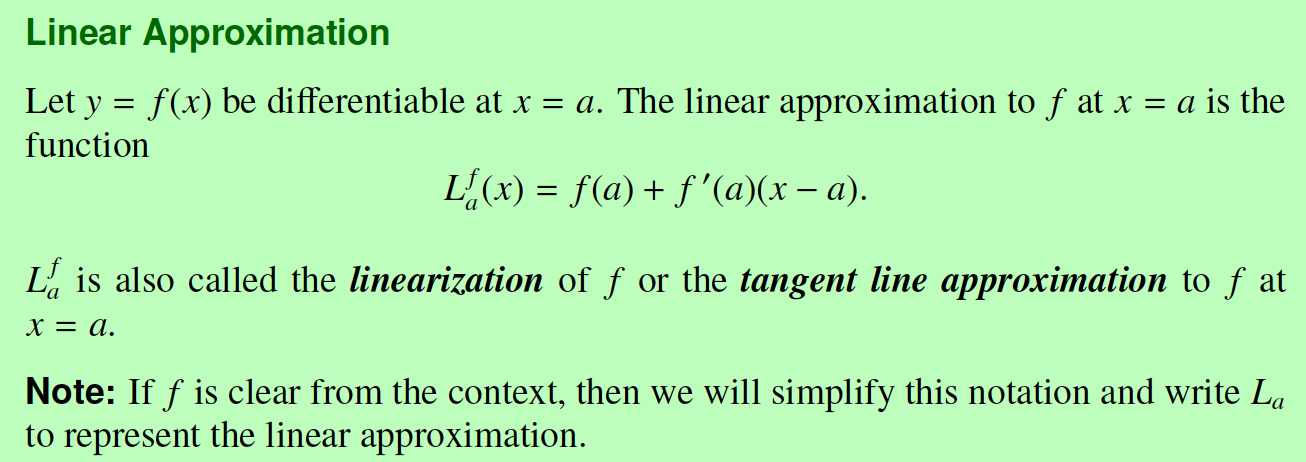 Linear Approximation
Let y = f(x) be differentiable at x = a. The linear approximation to f at x = a is the
function
L_a^f(x) = f(a) + f ′(a)(x − a).
L_a^f is also called the linearization of f or the tangent line approximation to f at
x = a.
Note: If f is clear from the context, then we will simplify this notation and write L_a
to represent the linear approximation.